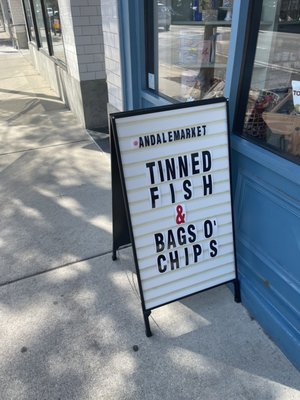 @ANDALEMARKET
TINNED
FISH
&
BAGS O'
CHIPS